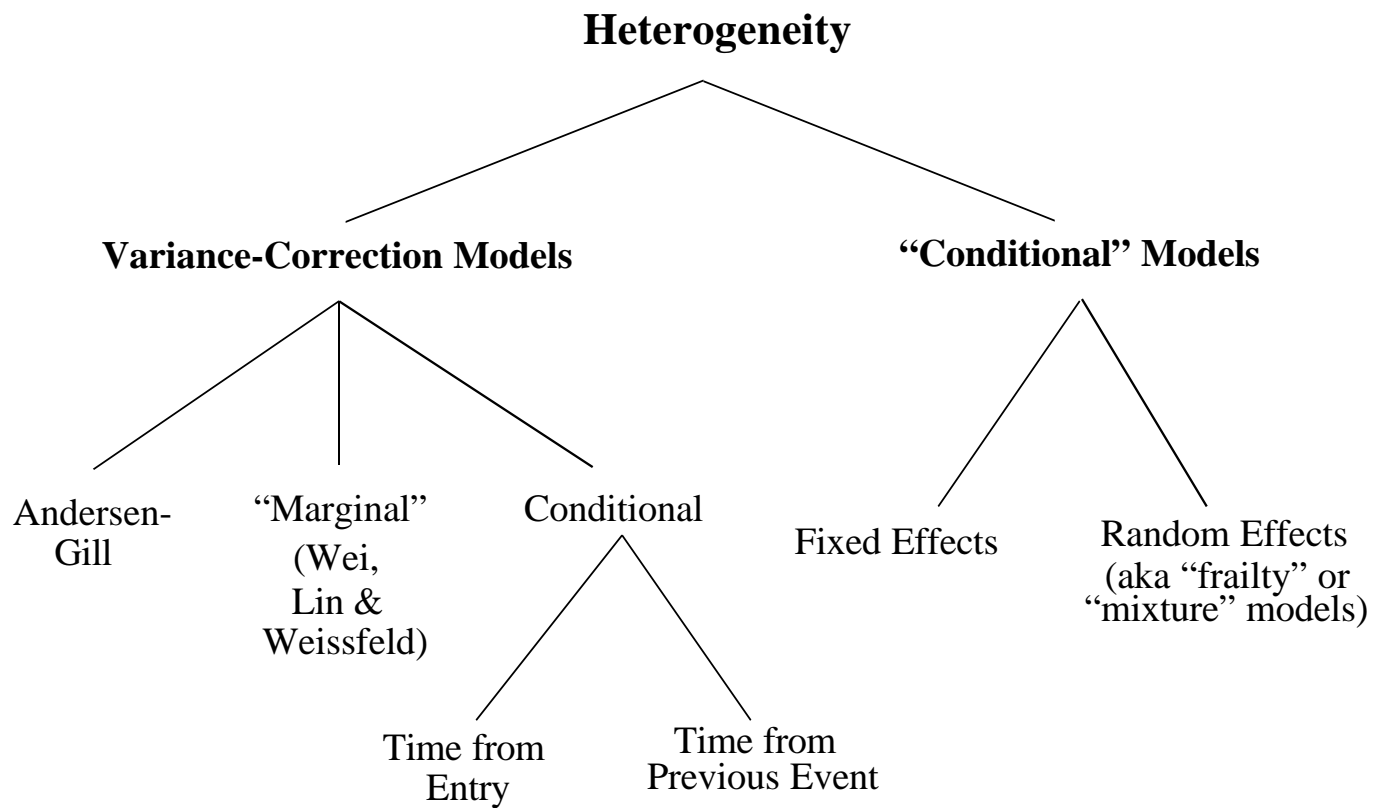 Heterogeneity
Variance-Correction Models
“Conditional” Models
Andersen-
Gill
“Marginal”
(Wei,
Lin &
Weissfeld)
Conditional
Fixed Effects
Random Effects
(aka “frailty” or
“mixture” models)
Time from
Entry
Time from
Previous Event